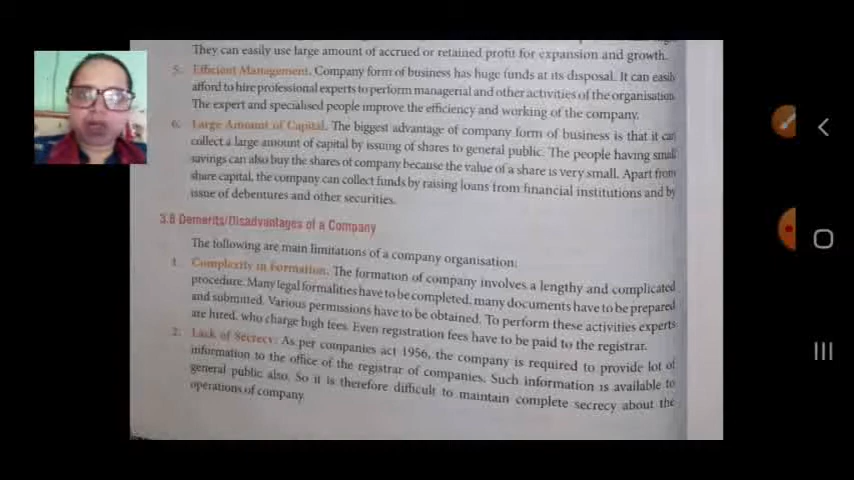 They can easily use large amount of accrued or retained profit for expansion and growth.
5. Efficient Management. Company form of business has huge funds at its disposal. It can easily
afford to hire professional experts to perform managerial and other activities of the organisation.
The expert and specialised people improve the efficiency and working of the company.
6. Large Amount of Capital. The biggest advantage of company form of business is that it can
collect a large amount of capital by issuing of shares to general public. The people having small
savings can also buy the shares of company because the value of a share is very small. Apart from
share capital, the company can collect funds by raising loans from financial institutions and by
issue of debentures and other securities.
3.8 Demerits/Disadvantages of a Company
The following are main limitations of a company organisation:
1. Complexity in Formation. The formation of company involves a lengthy and complicated
procedure. Many legal formalities have to be completed, many documents have to be prepared
and submitted. Various permissions have to be obtained. To perform these activities experts
are hired, who charge high fees. Even registration fees have to be paid to the registrar.
2. Lack of Secrecy. As per companies act 1956, the company is required to provide lot of
information to the office of the registrar of companies. Such information is available to
general public also. So it is therefore difficult to maintain complete secrecy about the
operations of company.